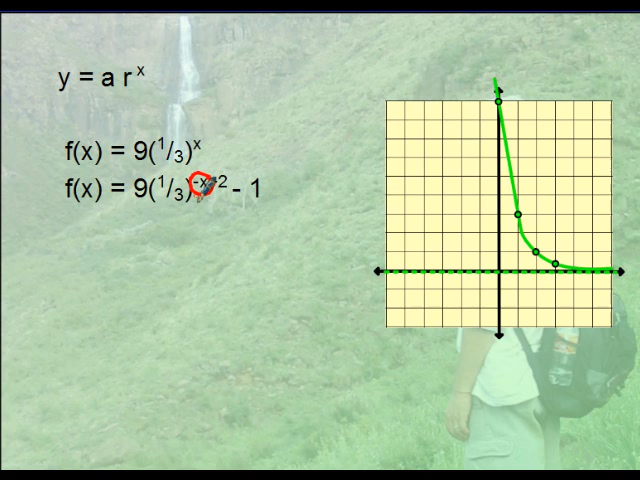 y = a r ˣ
f(x) = 9(¹/₃)ˣ
f(x) = 9(¹/₃)⁻ˣ ² - 1